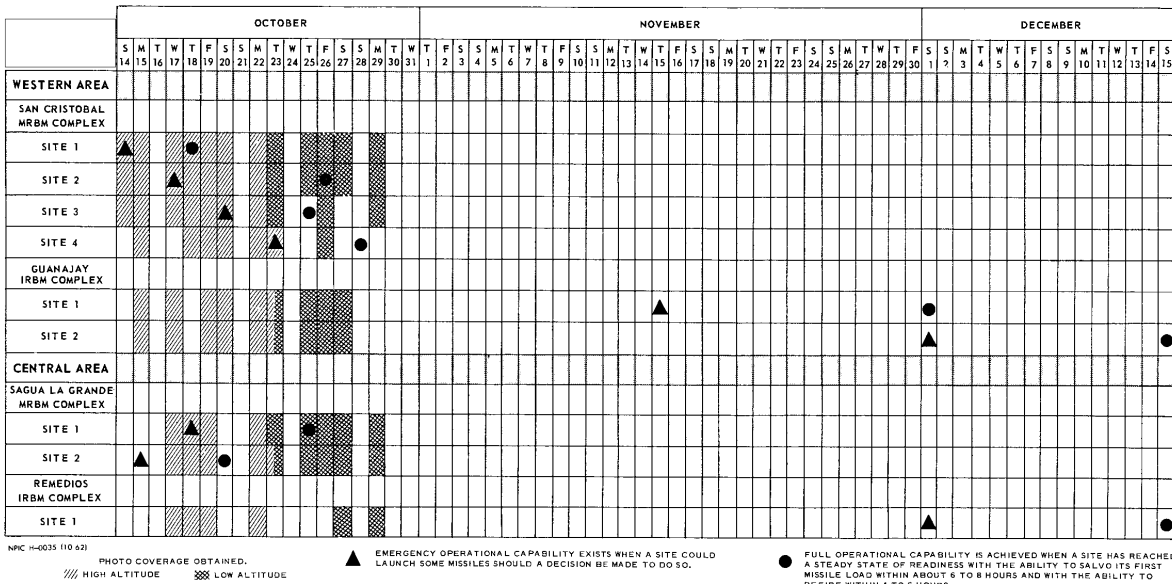 OCTOBER NOVEMBER DECEMBER
S M T W T F S S M T W T F S S M T W T F S S M T W T F S S M T W T F S S M T W T F S S M T W T F S S M T W T F S
14 15 16 17 18 19 20 21 22 23 24 25 26 27 28 29 30 31 1 2 3 4 5 6 7 8 9 10 11 12 13 14 15 16 17 18 19 20 21 22 23 24 25 26 27 28 29 30 1 2 3 4 5 6 7 8 9 10 11 12 13 14 15
WESTERN AREA
SAN CRISTOBAL
MRBM COMPLEX
SITE 1
SITE 2
SITE 3
SITE 4
GUANAJAY
IRBM COMPLEX
SITE 1
SITE 2
CENTRAL AREA
SAGUA LA GRANDE
MRBM COMPLEX
SITE 1
SITE 2
REMEDIOS
IRBM COMPLEX
SITE 1
NPIC H-0035 (10 62)
PHOTO COVERAGE OBTAINED.
HIGH ALTITUDE LOW ALTITUDE
EMERGENCY OPERATIONAL CAPABILITY EXISTS WHEN A SITE COULD
LAUNCH SOME MISSILES SHOULD A DECISION BE MADE TO DO SO.
FULL OPERATIONAL CAPABILITY IS ACHIEVED WHEN A SITE HAS REACHED
A STEADY STATE OF READINESS WITH THE ABILITY TO SALVO ITS FIRST
MISSILE LOAD WITHIN ABOUT 6 TO 8 HOURS AND WITH THE ABILITY TO